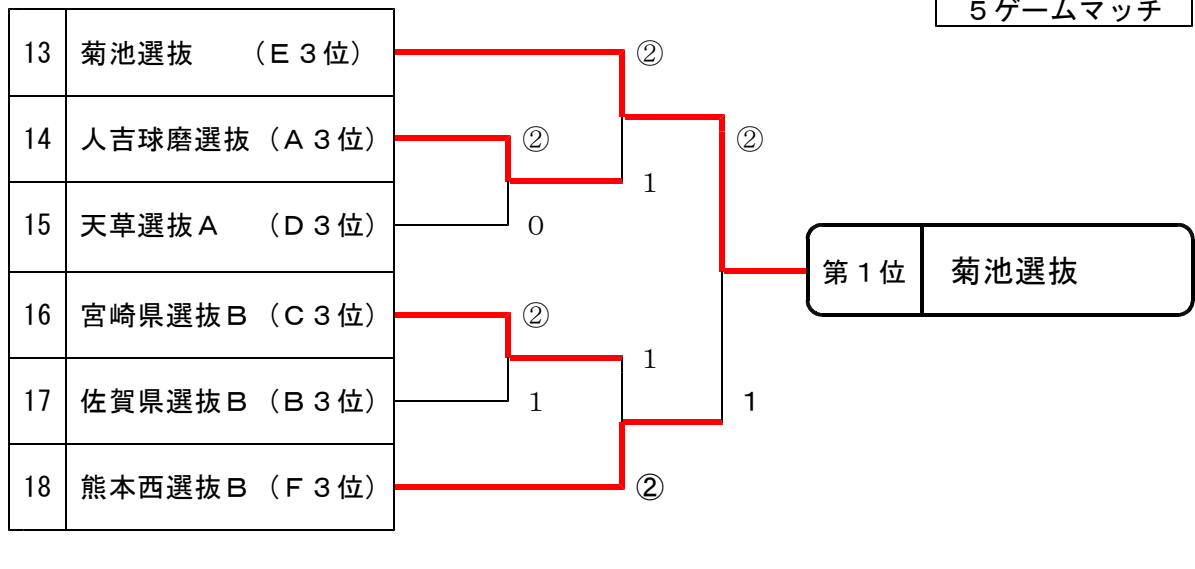 5ゲームマッチ
13 菊池選抜 （E3位）
②
14 人吉球磨選抜（A3位）
②
②
1
15 天草選抜A （D3位）
0
第1位 菊池選抜
16 宮崎県選抜B（C3位）
②
1
17 佐賀県選抜B（B3位）
1
1
18 熊本西選抜B（F3位）
②